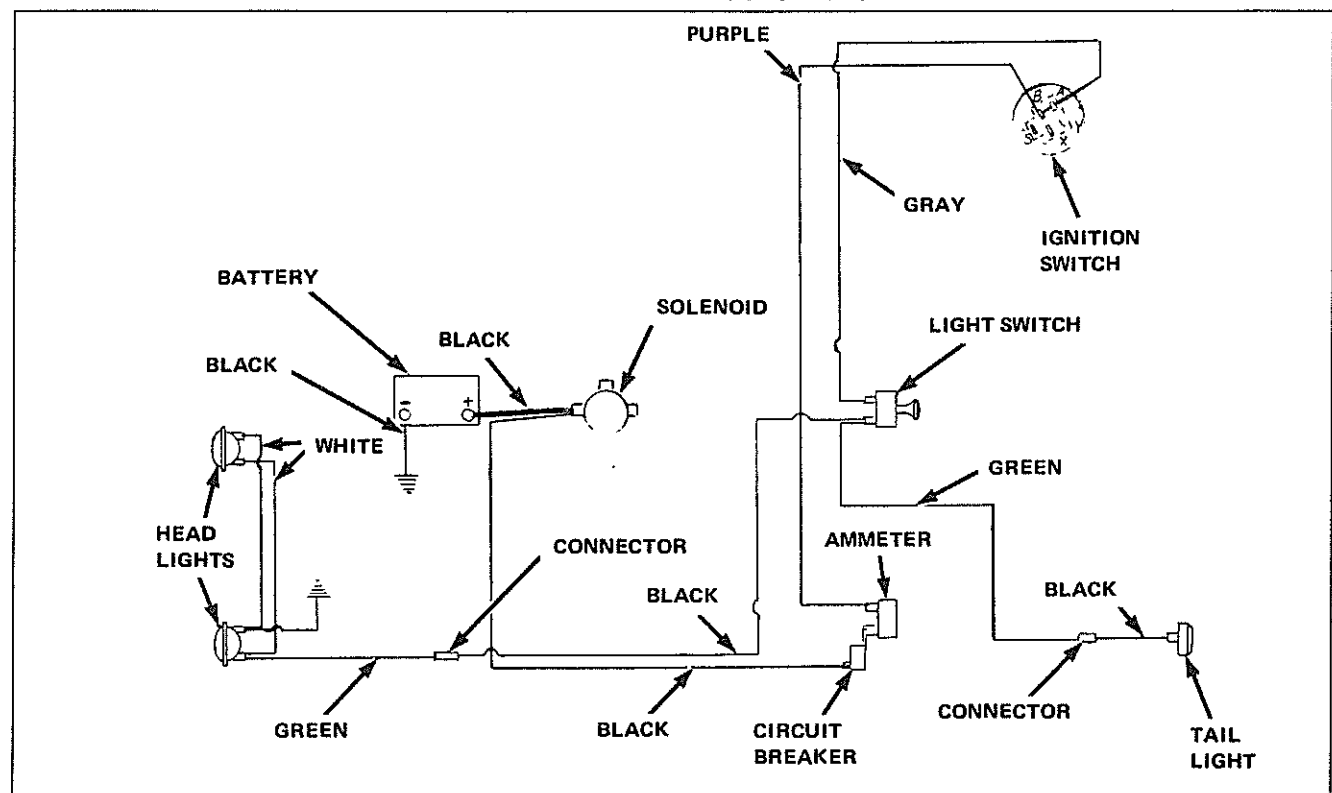 PURPLE
B
A
S
Y
X
GRAY
IGNITION
SWITCH
BATTERY
SOLENOID
BLACK
LIGHT SWITCH
BLACK
-
+
WHITE
GREEN
HEAD
LIGHTS
CONNECTOR
AMMETER
BLACK
BLACK
GREEN
BLACK
CIRCUIT
BREAKER
CONNECTOR
TAIL
LIGHT